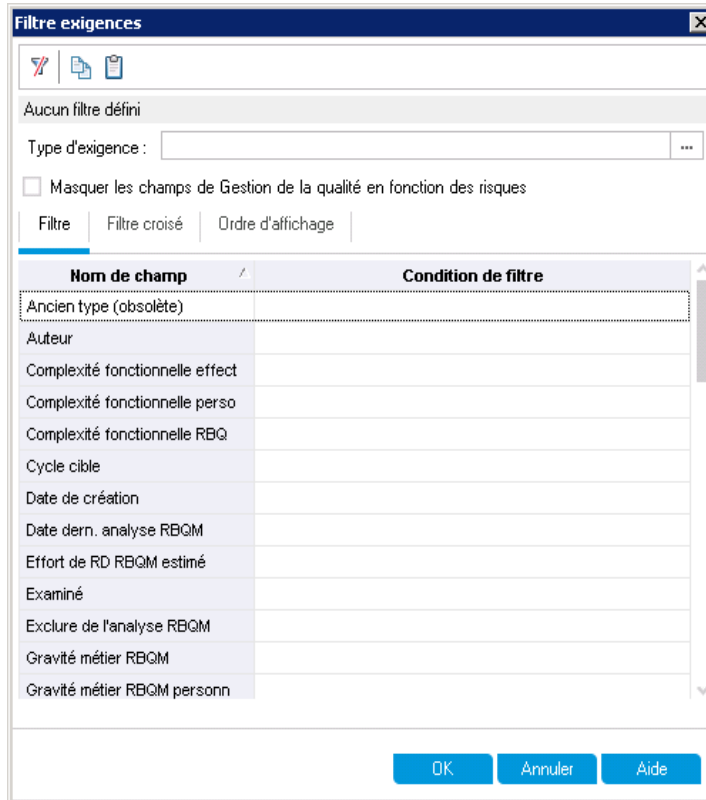 Filtre exigences
Aucun filtre défini
Type d'exigence :
...
Masquer les champs de Gestion de la qualité en fonction des risques
Filtre Filtre croisé Ordre d'affichage
Nom de champ Condition de filtre
Ancien type (obsolète)
Auteur
Complexité fonctionnelle effect
Complexité fonctionnelle perso
Complexité fonctionnelle RBQ
Cycle cible
Date de création
Date dern. analyse RBQM
Effort de RD RBQM estimé
Examiné
Exclure de l'analyse RBQM
Gravité métier RBQM
Gravité métier RBQM personn
OK Annuler Aide